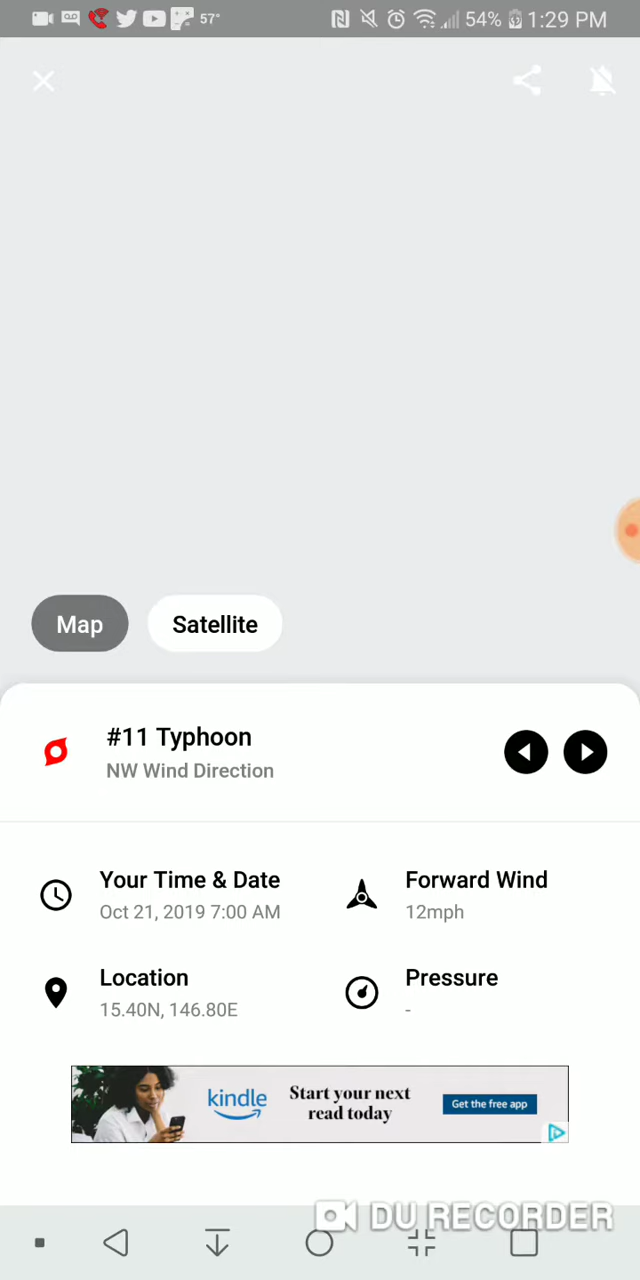 57° 54% 1:29 PM
Map
Satellite
#11 Typhoon
NW Wind Direction
Your Time & Date
Oct 21, 2019 7:00 AM
Forward Wind
12mph
Location
15.40N, 146.80E
Pressure
-
kindle
Start your next
read today
Get the free app
DU RECORDER